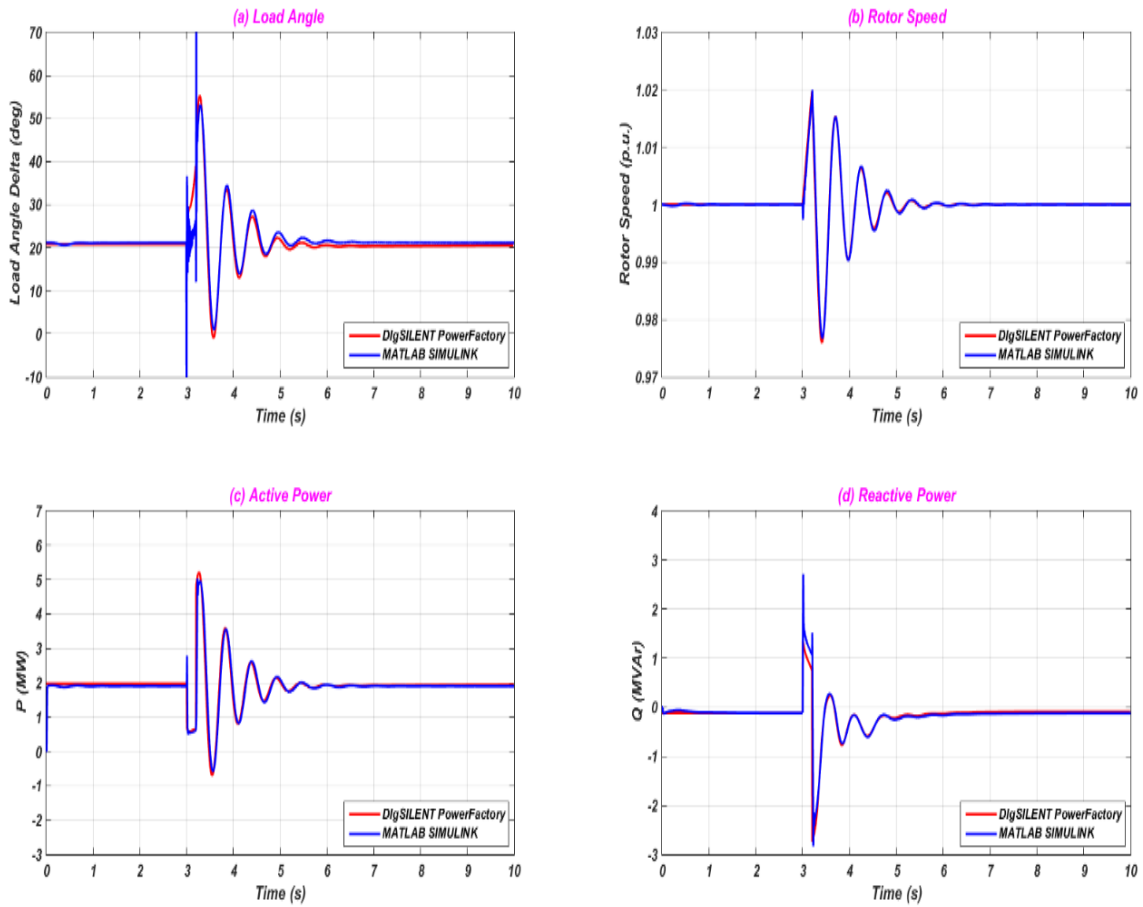 (a) Load Angle
70
60
50
40
30
20
10
0
-10
Load Angle Delta (deg)
0 1 2 3 4 5 6 7 8 9 10
Time (s)
DIgSILENT PowerFactory
MATLAB SIMULINK
(b) Rotor Speed
1.03
1.02
1.01
1
0.99
0.98
0.97
Rotor Speed (p.u.)
0 1 2 3 4 5 6 7 8 9 10
Time (s)
DIgSILENT PowerFactory
MATLAB SIMULINK
(c) Active Power
7
6
5
4
3
2
1
0
-1
-2
-3
P (MW)
0 1 2 3 4 5 6 7 8 9 10
Time (s)
DIgSILENT PowerFactory
MATLAB SIMULINK
(d) Reactive Power
4
3
2
1
0
-1
-2
-3
Q (MVAr)
0 1 2 3 4 5 6 7 8 9 10
Time (s)
DIgSILENT PowerFactory
MATLAB SIMULINK